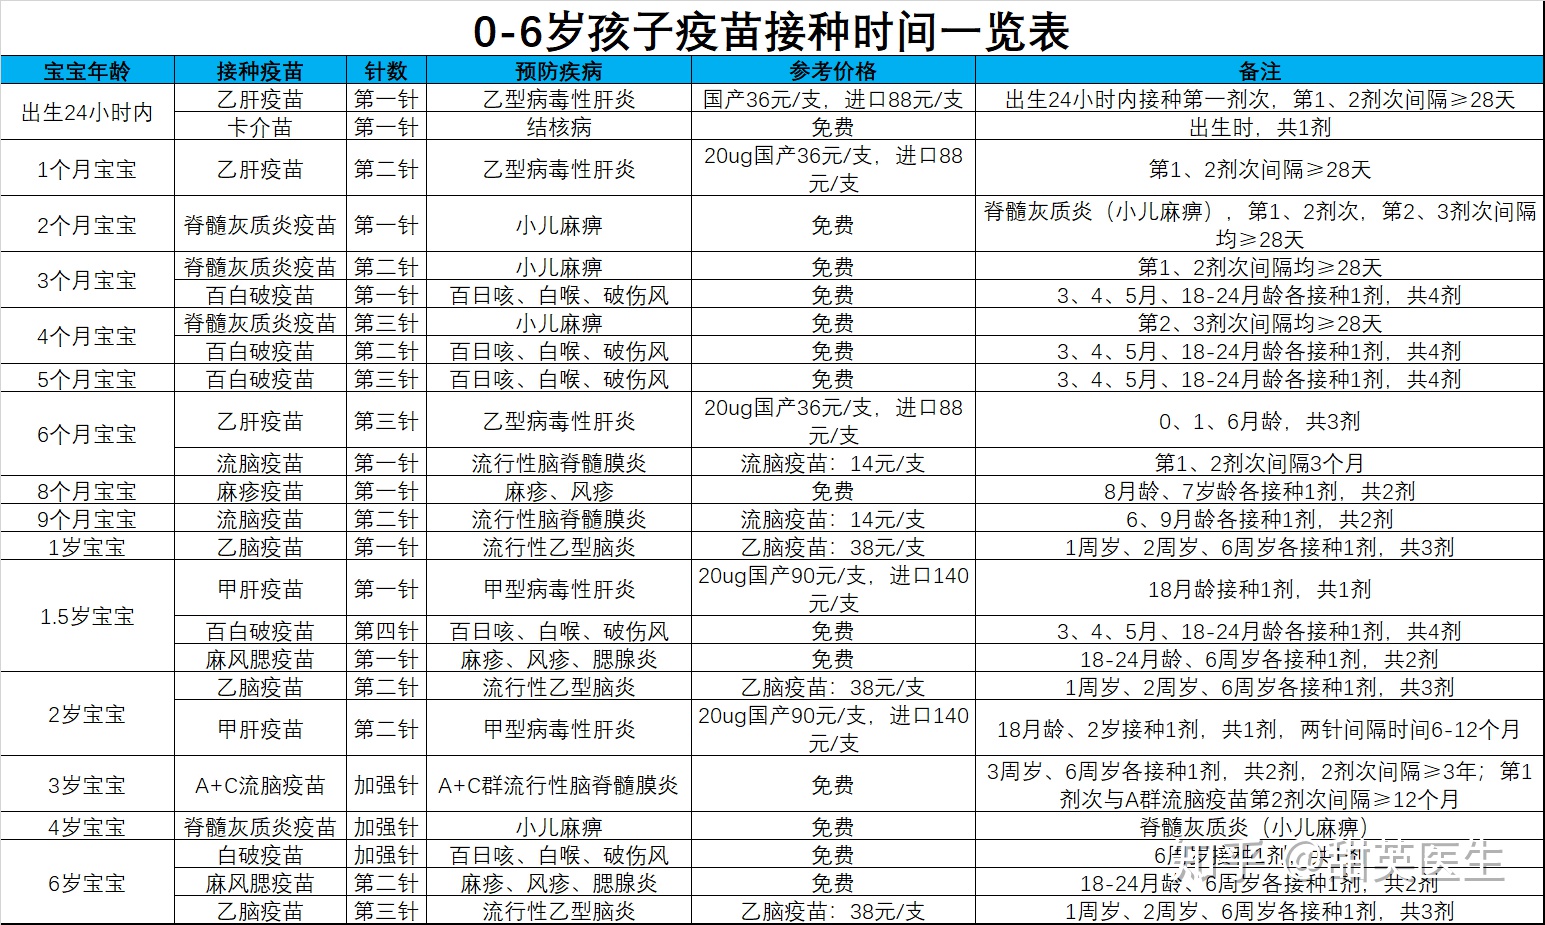 0-6岁孩子疫苗接种时间一览表
宝宝年龄 接种疫苗 针数 预防疾病 参考价格 备注
出生24小时内 乙肝疫苗 第一针 乙型病毒性肝炎 国产36元/支，进口88元/支 出生24小时内接种第一剂次，第1、2剂次间隔≥28天
卡介苗 第一针 结核病 免费 出生时，共1剂
1个月宝宝 乙肝疫苗 第二针 乙型病毒性肝炎 20ug国产36元/支，进口88
元/支 第1、2剂次间隔≥28天
2个月宝宝 脊髓灰质炎疫苗 第一针 小儿麻痹 免费 脊髓灰质炎（小儿麻痹），第1、2剂次，第2、3剂次间隔
均≥28天
3个月宝宝 脊髓灰质炎疫苗 第二针 小儿麻痹 免费 第1、2剂次间隔均≥28天
百白破疫苗 第一针 百日咳、白喉、破伤风 免费 3、4、5月、18-24月龄各接种1剂，共4剂
4个月宝宝 脊髓灰质炎疫苗 第三针 小儿麻痹 免费 第2、3剂次间隔均≥28天
百白破疫苗 第二针 百日咳、白喉、破伤风 免费 3、4、5月、18-24月龄各接种1剂，共4剂
5个月宝宝 百白破疫苗 第三针 百日咳、白喉、破伤风 免费 3、4、5月、18-24月龄各接种1剂，共4剂
6个月宝宝 乙肝疫苗 第三针 乙型病毒性肝炎 20ug国产36元/支，进口88
元/支 0、1、6月龄，共3剂
流脑疫苗 第一针 流行性脑脊髓膜炎 流脑疫苗：14元/支 第1、2剂次间隔3个月
8个月宝宝 麻疹疫苗 第一针 麻疹、风疹 免费 8月龄、7岁龄各接种1剂，共2剂
9个月宝宝 流脑疫苗 第二针 流行性脑脊髓膜炎 流脑疫苗：14元/支 6、9月龄各接种1剂，共2剂
1岁宝宝 乙脑疫苗 第一针 流行性乙型脑炎 乙脑疫苗：38元/支 1周岁、2周岁、6周岁各接种1剂，共3剂
1.5岁宝宝 甲肝疫苗 第一针 甲型病毒性肝炎 20ug国产90元/支，进口140
元/支 18月龄接种1剂，共1剂
百白破疫苗 第四针 百日咳、白喉、破伤风 免费 3、4、5月、18-24月龄各接种1剂，共4剂
麻风腮疫苗 第一针 麻疹、风疹、腮腺炎 免费 18-24月龄、6周岁各接种1剂，共2剂
2岁宝宝 乙脑疫苗 第二针 流行性乙型脑炎 乙脑疫苗：38元/支 1周岁、2周岁、6周岁各接种1剂，共3剂
甲肝疫苗 第二针 甲型病毒性肝炎 20ug国产90元/支，进口140
元/支 18月龄、2岁接种1剂，共1剂，两针间隔时间6-12个月
3岁宝宝 A+C流脑疫苗 加强针 A+C群流行性脑脊髓膜炎 免费 3周岁、6周岁各接种1剂，共2剂，2剂次间隔≥3年；第1
剂次与A群流脑疫苗第2剂次间隔≥12个月
4岁宝宝 脊髓灰质炎疫苗 加强针 小儿麻痹 免费 脊髓灰质炎（小儿麻痹）
6岁宝宝 白破疫苗 加强针 百日咳、白喉、破伤风 免费 6周岁接种1剂，共1剂
麻风腮疫苗 第二针 麻疹、风疹、腮腺炎 免费 18-24月龄、6周岁各接种1剂，共2剂
乙脑疫苗 第三针 流行性乙型脑炎 乙脑疫苗：38元/支 1周岁、2周岁、6周岁各接种1剂，共3剂
知乎 @甜英医生